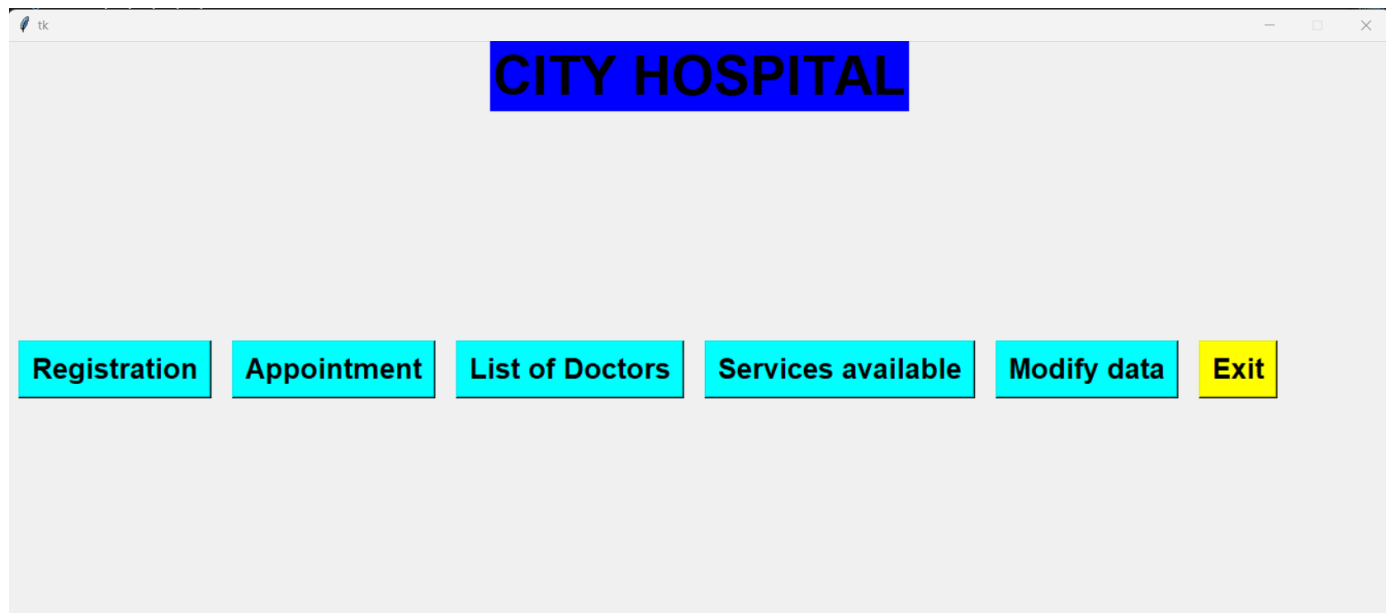 tk
CITY HOSPITAL
Registration Appointment List of Doctors Services available Modify data Exit